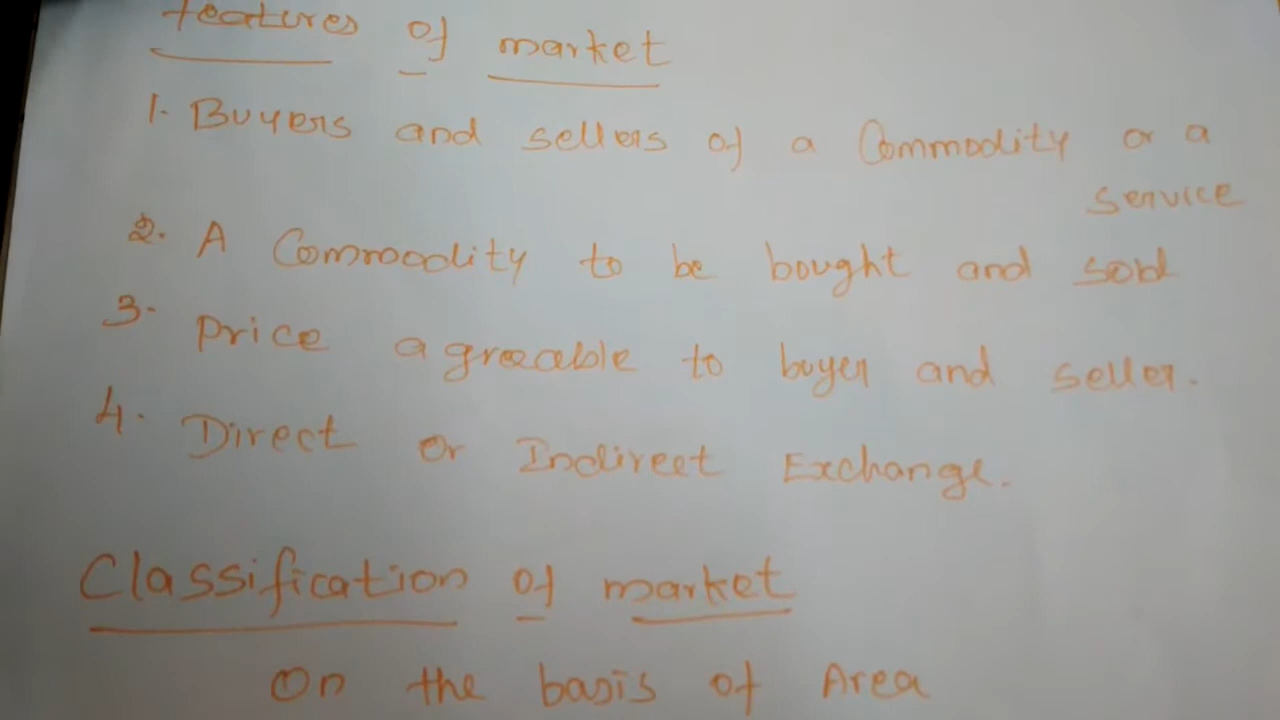 features of market
1. Buyers and sellers of a Commodity or a
service
2. A Commodity to be bought and sold
3. Price agreeable to buyer and seller.
4. Direct or Indireet Exchange.
Classification of market
On the basis of Area